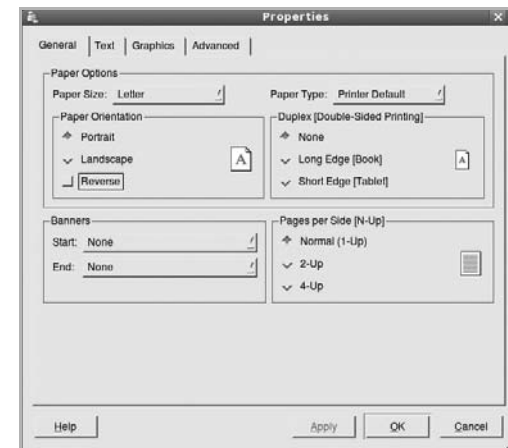 Properties
General Text Graphics Advanced
Paper Options
Paper Size: Letter
Paper Type: Printer Default
Paper Orientation
Portrait
Landscape
Reverse
A
Duplex [Double-Sided Printing]
None
Long Edge [Book]
Short Edge [Tablet]
A
Banners
Start: None
End: None
Pages per Side [N-Up]
Normal (1-Up)
2-Up
4-Up
Help
Apply
OK
Cancel